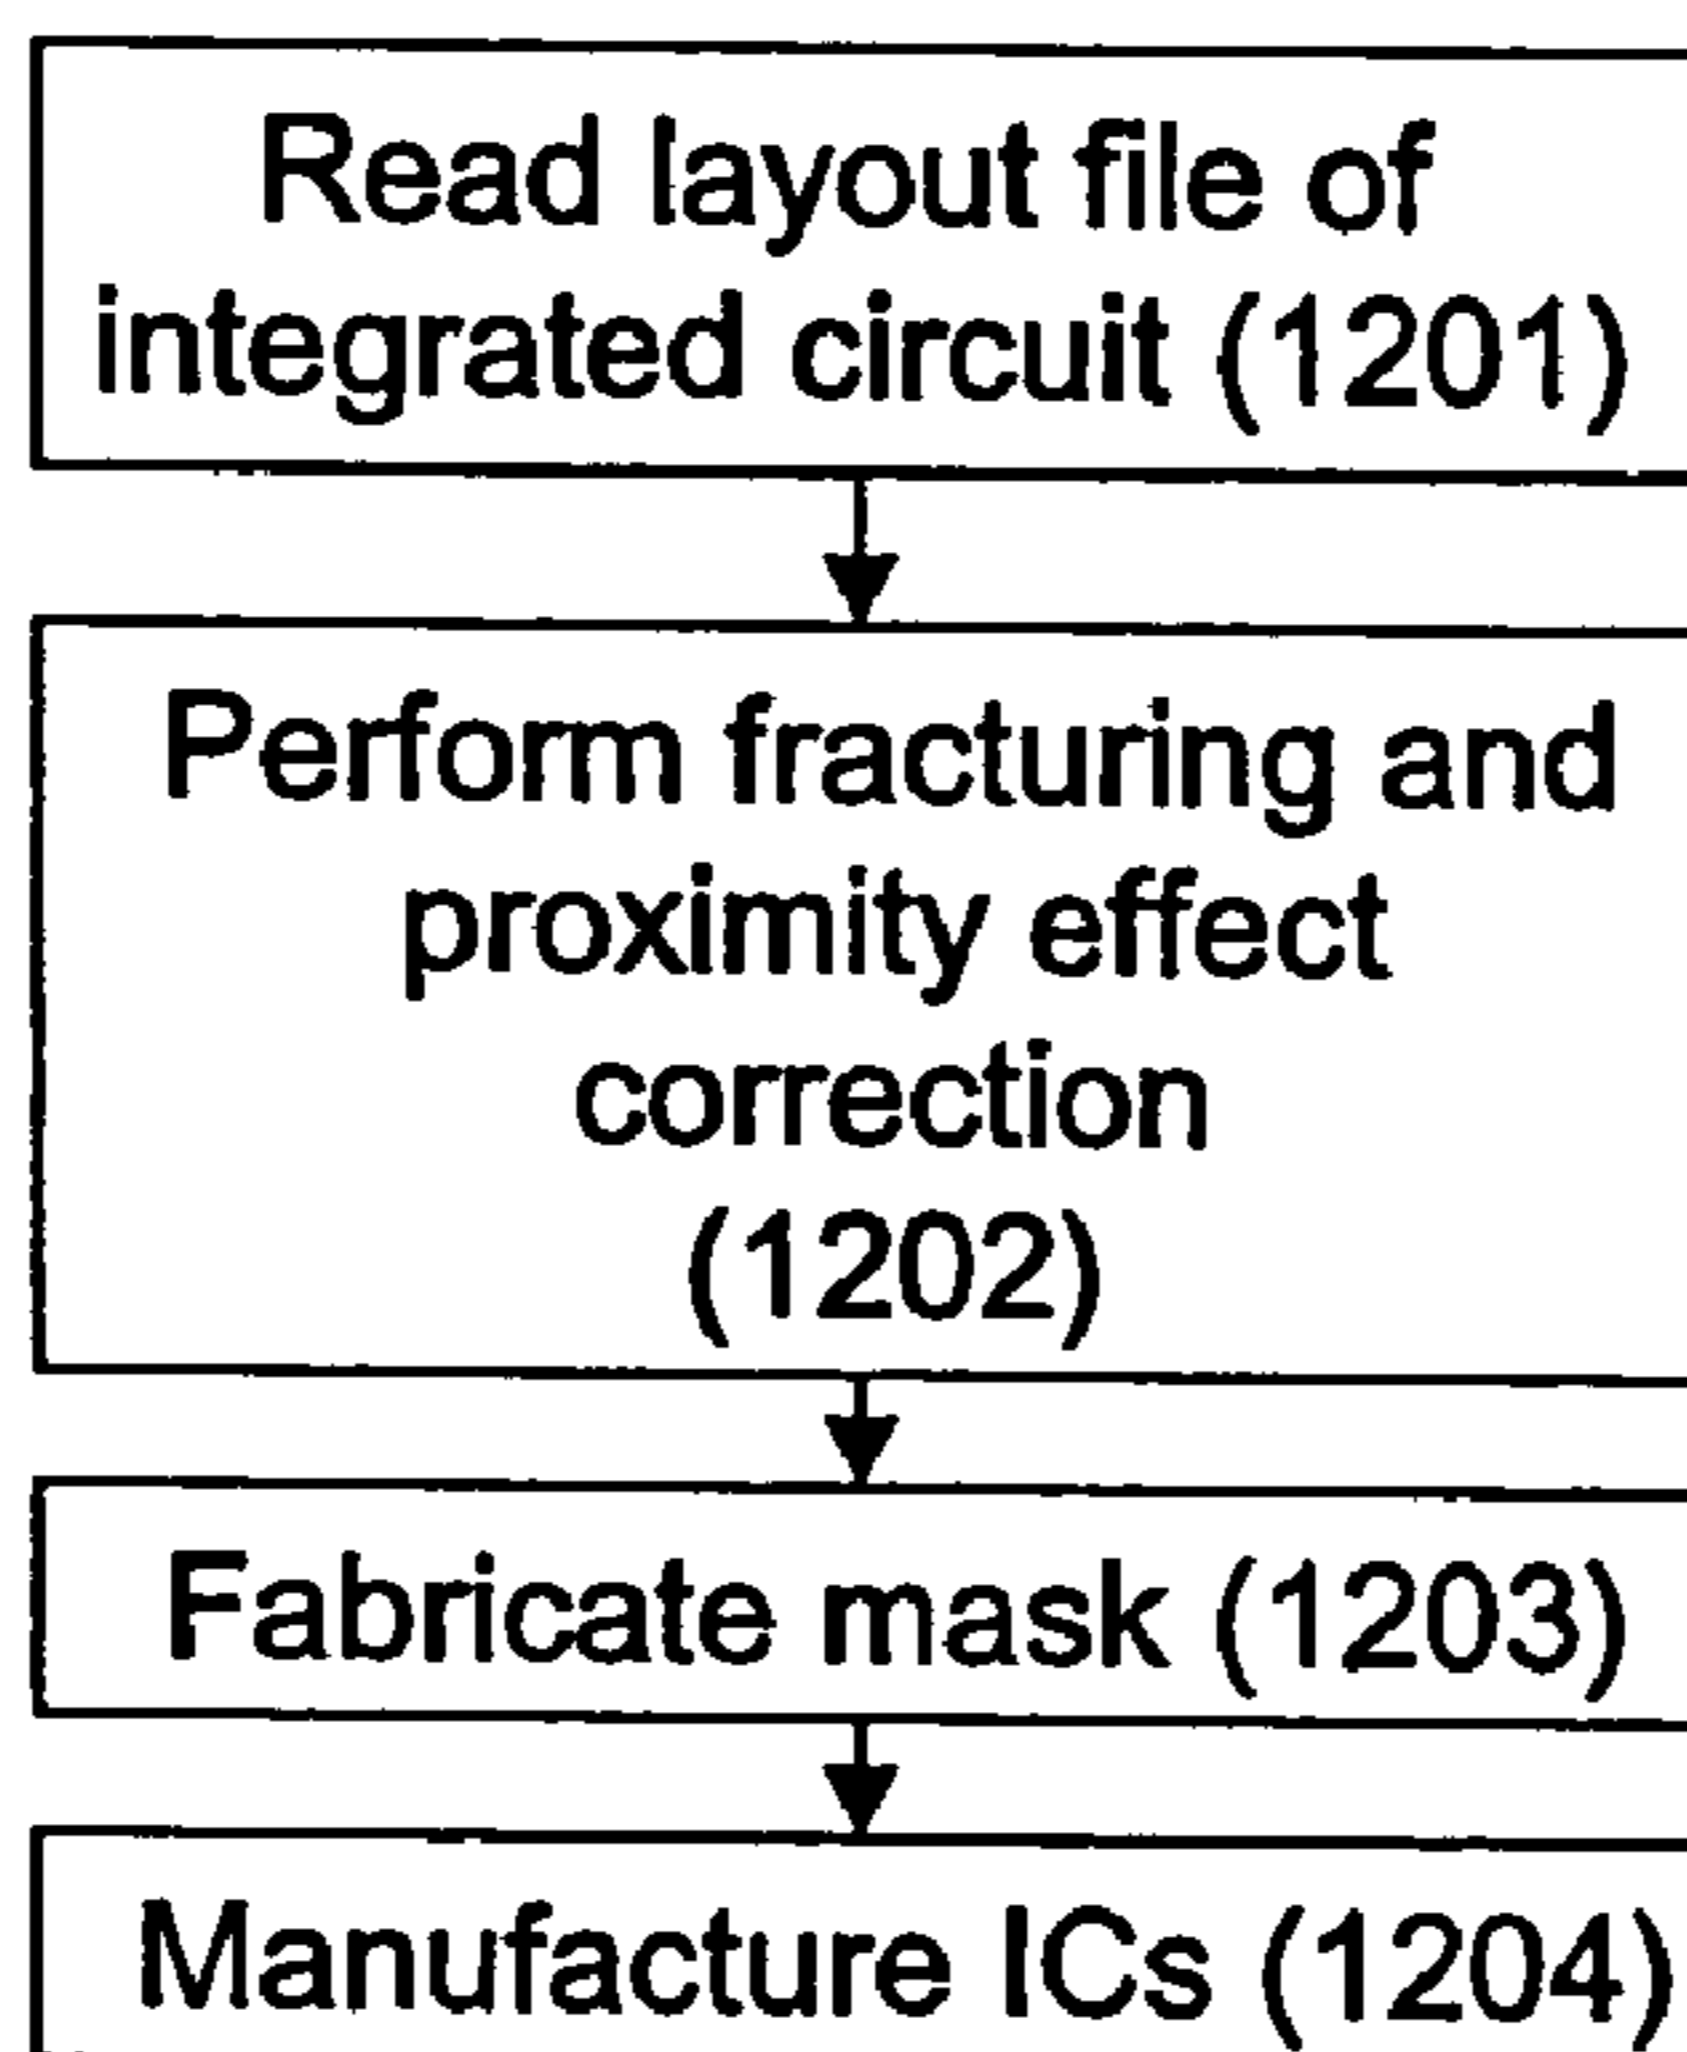 Read layout file of
integrated circuit (1201)
Perform fracturing and
proximity effect
correction
(1202)
Fabricate mask (1203)
Manufacture ICs (1204)